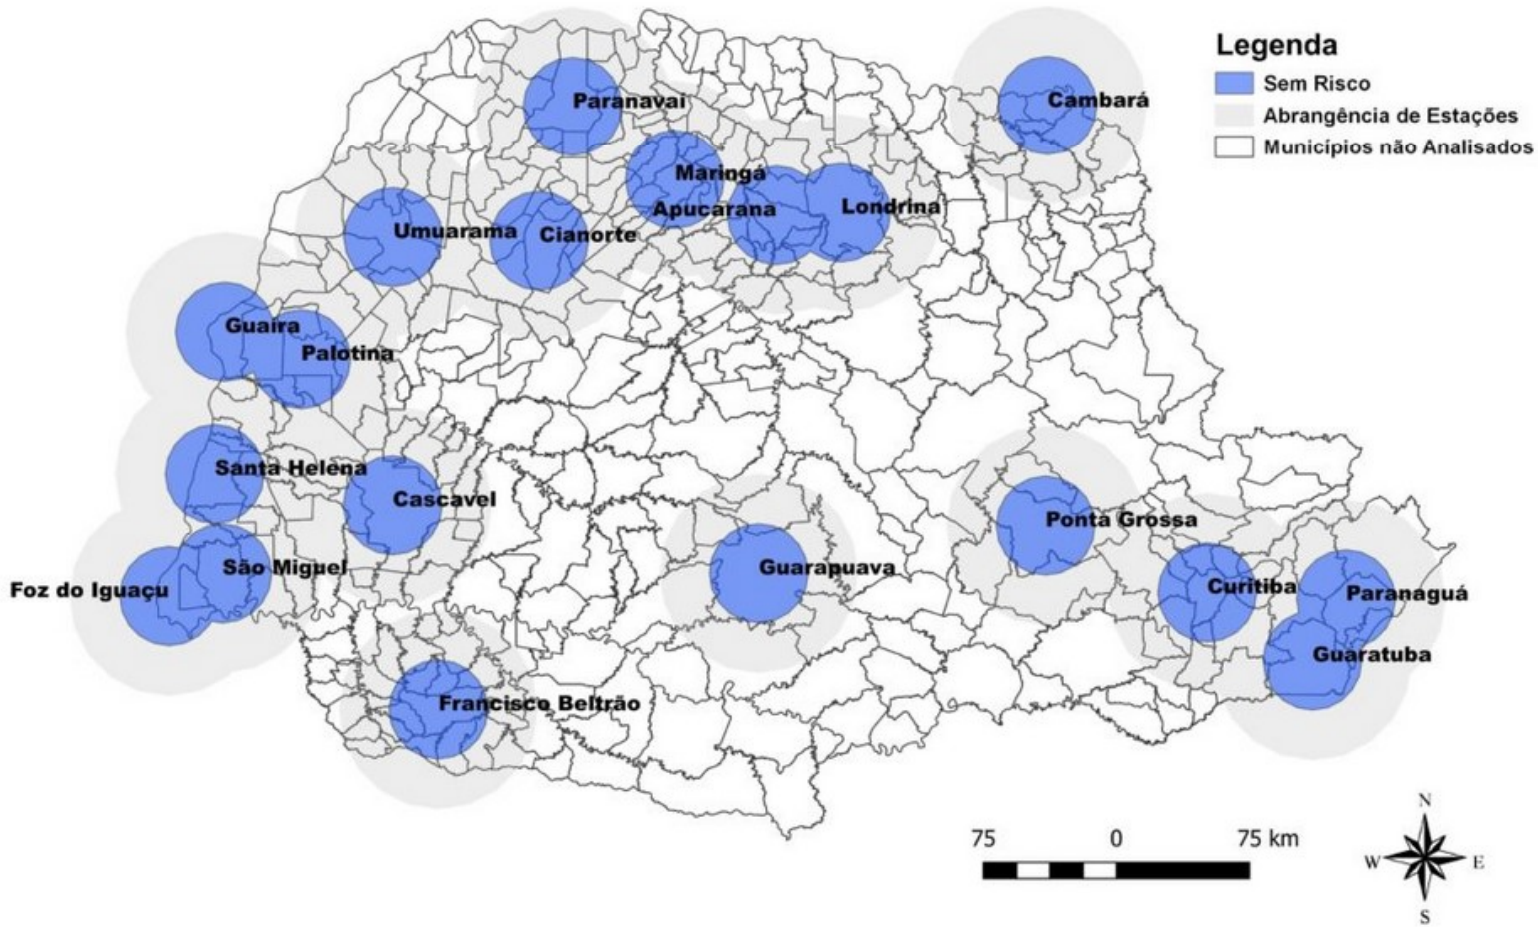 Legenda
Sem Risco
Abrangência de Estações
Municípios não Analisados
Paranavai
Cambará
Maringá
Apucarana
Londrina
Umuarama
Cianorte
Guaíra
Palotina
Santa Helena
Cascavel
Ponta Grossa
São Miguel
Guarapuava
Foz do Iguaçu
Curitiba
Paranaguá
Guaratuba
Francisco Beltrão
75 0 75 km
N
W E
S